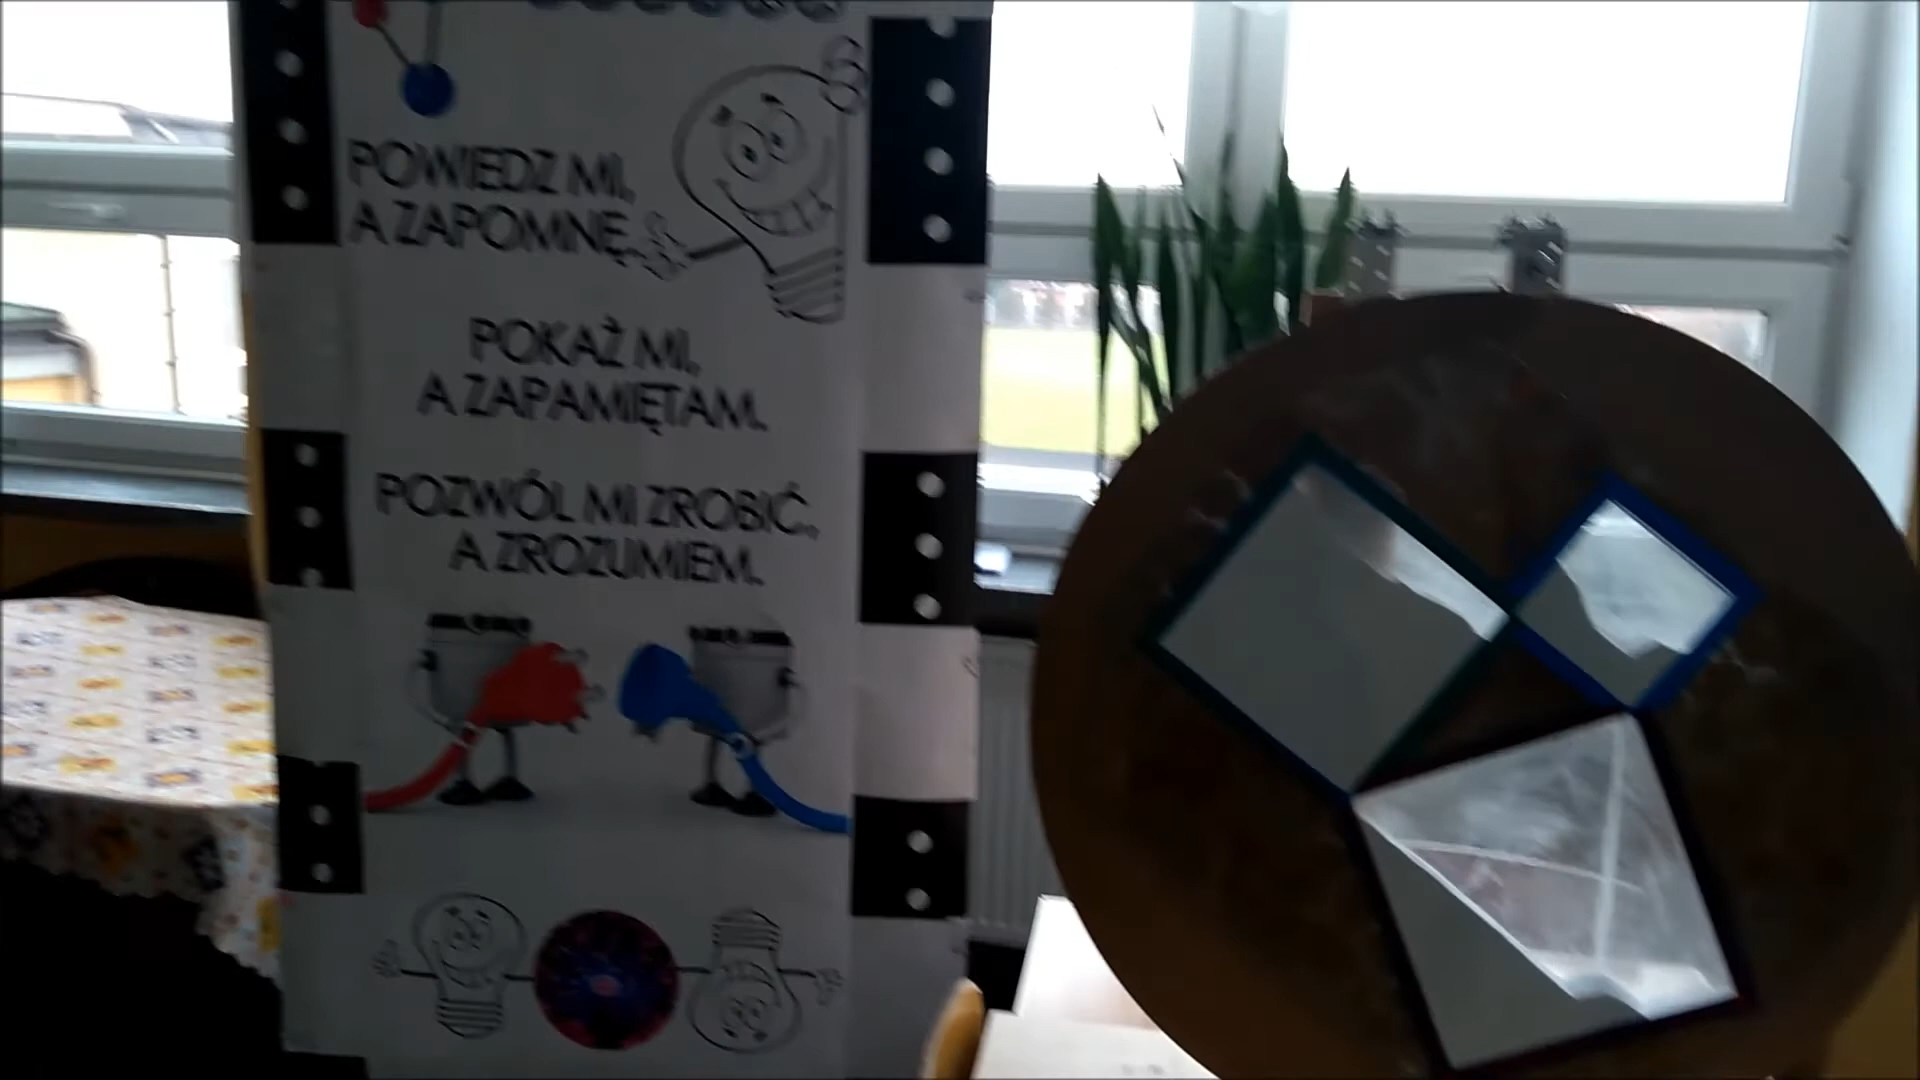 POWIEDZ MI,
A ZAPOMNĘ.
POKAŻ MI,
A ZAPAMIĘTAM.
POZWÓL MI ZROBIĆ,
A ZROZUMIEM.